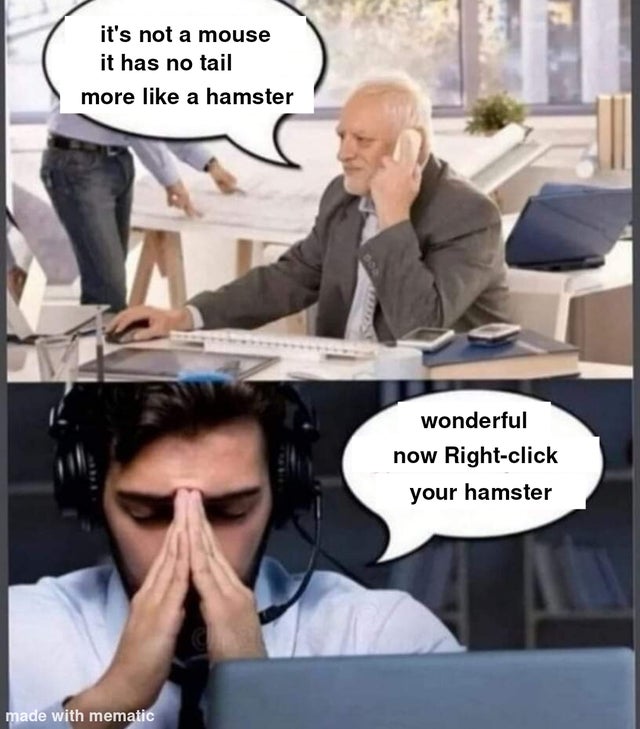 it's not a mouse
it has no tail
more like a hamster
wonderful
now Right-click
your hamster
made with mematic